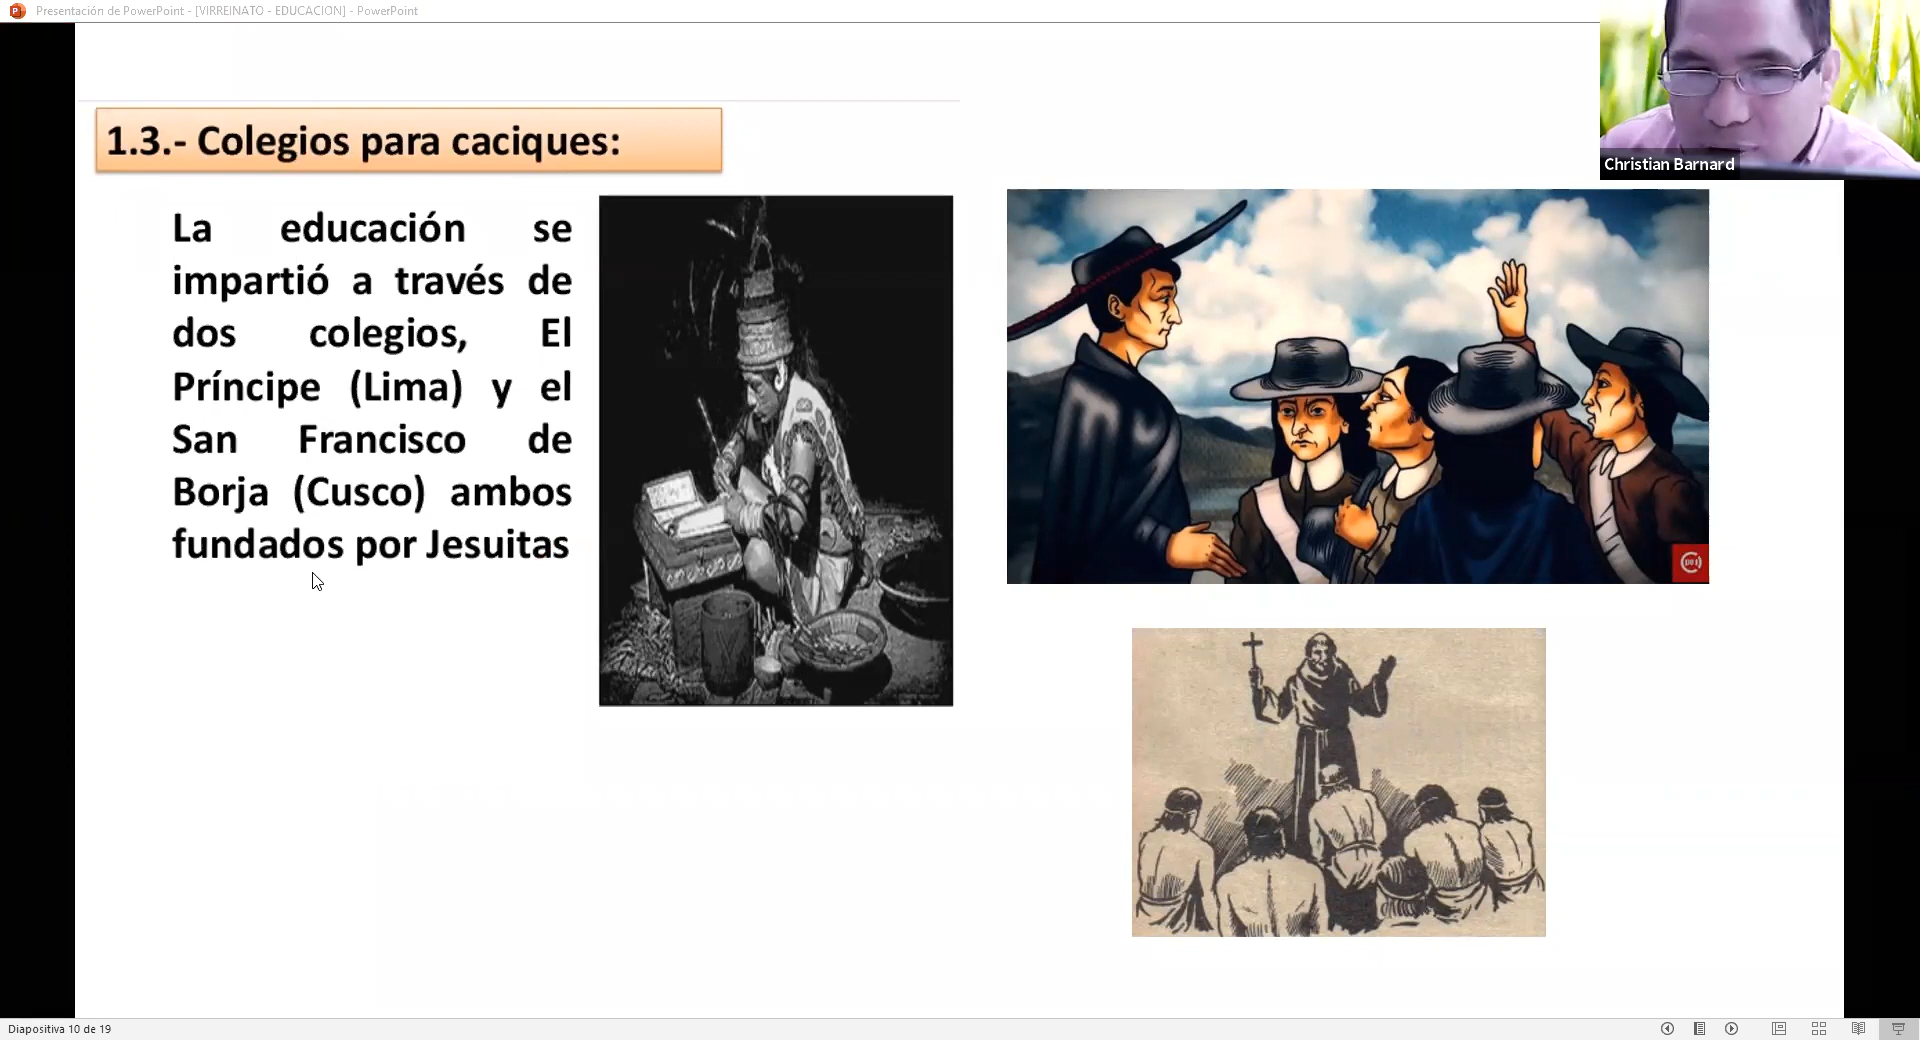 Presentación de PowerPoint - [VIRREINATO - EDUCACION] - PowerPoint
Christian Barnard
1.3.- Colegios para caciques:
La educación se
impartió a través de
dos colegios, El
Príncipe (Lima) y el
San Francisco de
Borja (Cusco) ambos
fundados por Jesuitas
Diapositiva 10 de 19